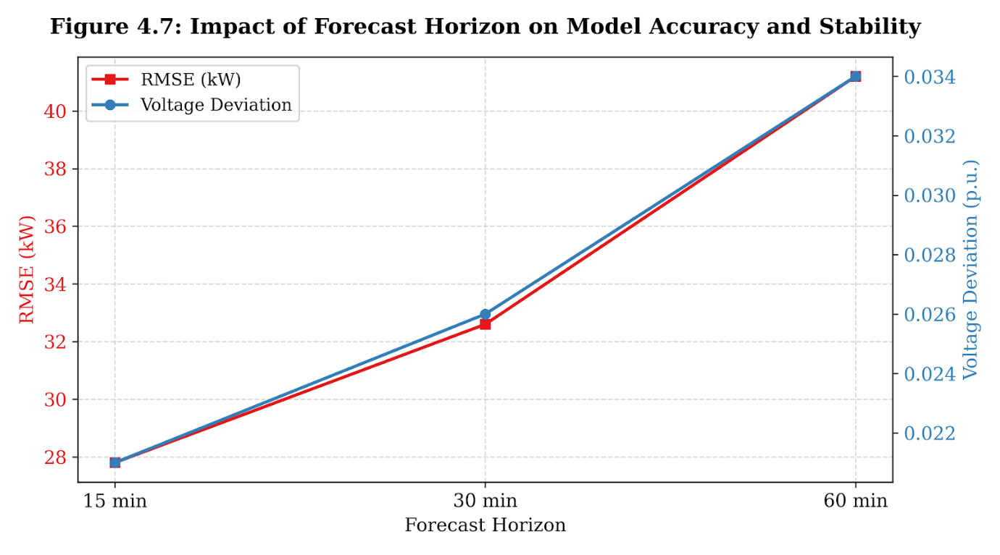 Figure 4.7: Impact of Forecast Horizon on Model Accuracy and Stability
RMSE (kW)
Voltage Deviation
RMSE (kW)
40
38
36
34
32
30
28
0.034
0.032
0.030
0.028
0.026
0.024
0.022
Voltage Deviation (p.u.)
15 min
30 min
60 min
Forecast Horizon